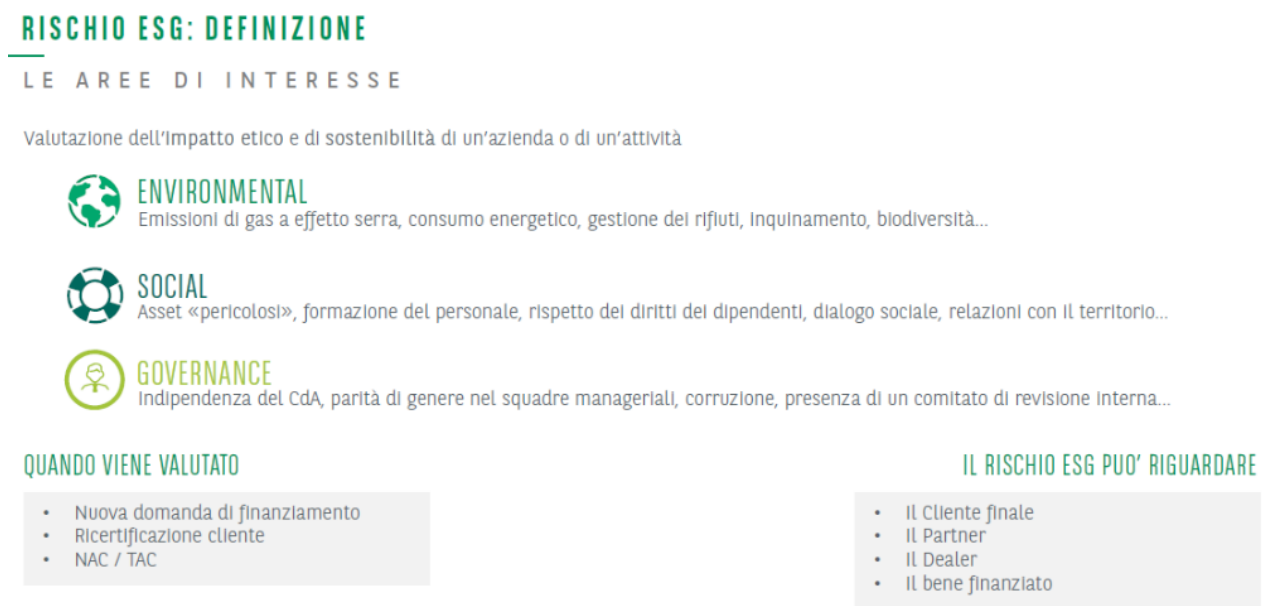 RISCHIO ESG: DEFINIZIONE
LE AREE DI INTERESSE
Valutazione dell'impatto etico e di sostenibilità di un'azienda o di un'attività
ENVIRONMENTAL
Emissioni di gas a effetto serra, consumo energetico, gestione dei rifiuti, inquinamento, biodiversità...
SOCIAL
Asset «pericolosi», formazione del personale, rispetto dei diritti dei dipendenti, dialogo sociale, relazioni con il territorio...
GOVERNANCE
Indipendenza del CdA, parità di genere nel squadre manageriali, corruzione, presenza di un comitato di revisione interna...
QUANDO VIENE VALUTATO
• Nuova domanda di finanziamento
• Ricertificazione cliente
• NAC / TAC
IL RISCHIO ESG PUO' RIGUARDARE
• Il Cliente finale
• Il Partner
• Il Dealer
• Il bene finanziato